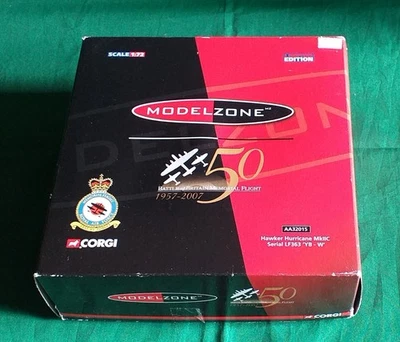 SCALE 1:72
EDITION
MODELZONE
50
BATTLE OF BRITAIN MEMORIAL FLIGHT
1957-2007
AA32015
Hawker Hurricane MkIIC
Serial LF363 'YB - W'
CORGI
50
CORGI